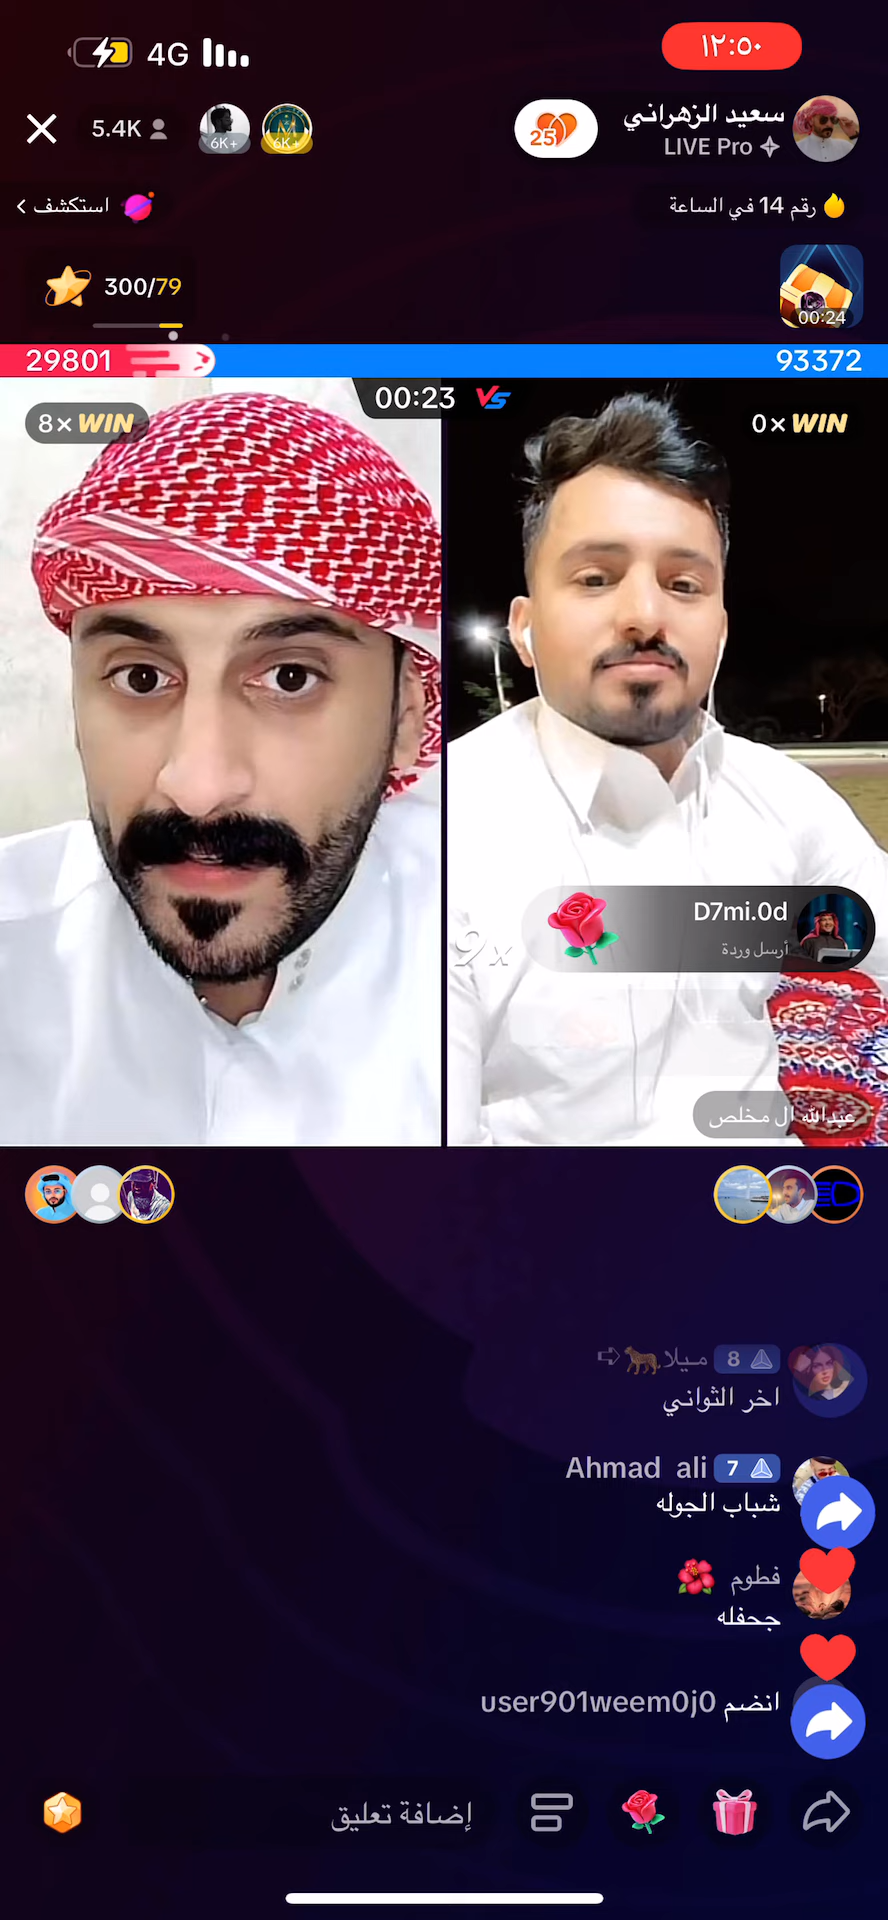 4G
١٢:٥٠
5.4K
6K+
6K+
25
سعيد الزهراني
LIVE Pro
استكشف
رقم 14 في الساعة
300/79
00:24
29801
93372
8× WIN
00:23
VS
0× WIN
D7mi.0d
أرسل وردة
9 x
عبدالله ال مخلص
8 ميلا
اخر الثواني
7 Ahmad ali
شباب الجوله
فطوم
جحفله
user901weem0j0 انضم
إضافة تعليق